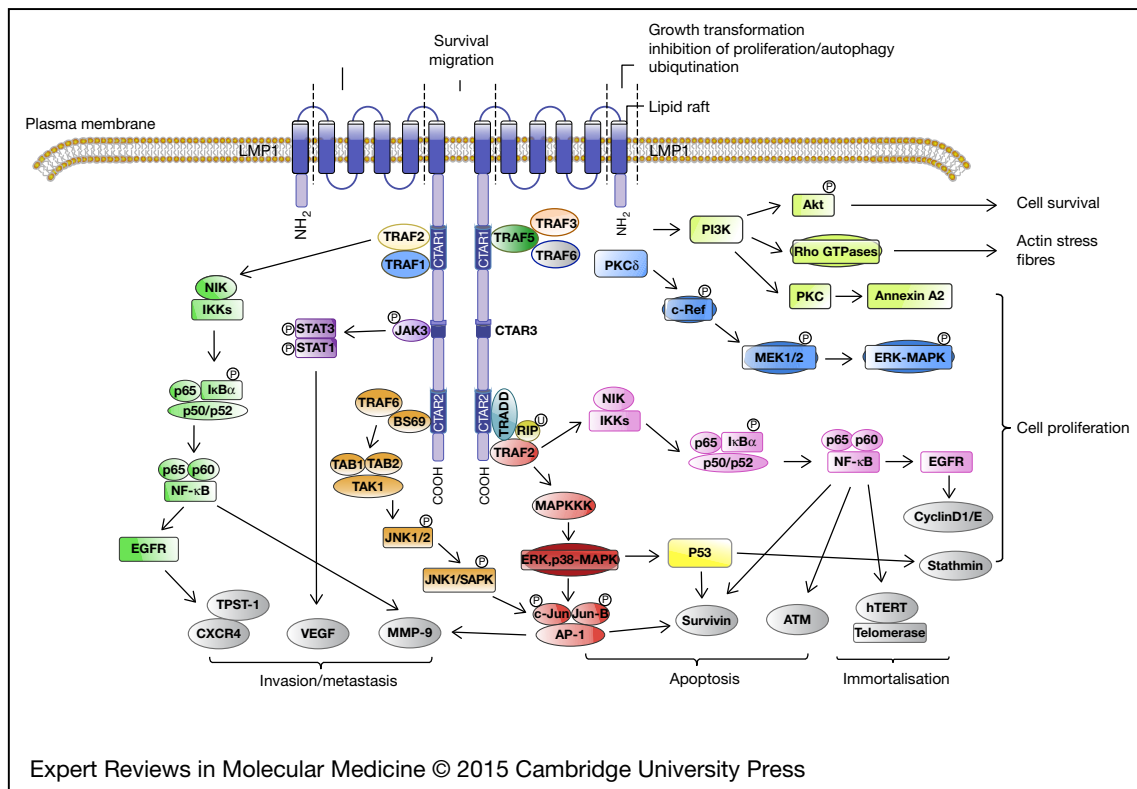 Survival
migration
Growth transformation
inhibition of proliferation/autophagy
ubiqutination
Lipid raft
Plasma membrane
LMP1
LMP1
NH2
NH2
TRAF2
TRAF1
CTAR1
CTAR1
TRAF5
TRAF3
TRAF6
PKCδ
PI3K
P
Akt
Cell survival
Rho GTPases
Actin stress
fibres
PKC
Annexin A2
P
c-Ref
P
MEK1/2
P
ERK-MAPK
Cell proliferation
NIK
IKKs
P
STAT3
P
STAT1
P
JAK3
CTAR3
p65
IκBα
P
p50/p52
TRAF6
BS69
CTAR2
CTAR2
TRADD
RIP
U
TRAF2
COOH
COOH
NIK
IKKs
p65
IκBα
P
p50/p52
p65
p60
NF-κB
EGFR
CyclinD1/E
TAB1
TAB2
TAK1
p65
p60
NF-κB
MAPKKK
JNK1/2
P
EGFR
ERK,p38-MAPK
P53
Stathmin
JNK1/SAPK
P
TPST-1
CXCR4
VEGF
MMP-9
P
c-Jun
Jun-B
P
AP-1
Survivin
ATM
hTERT
Telomerase
Invasion/metastasis
Apoptosis
Immortalisation
Expert Reviews in Molecular Medicine © 2015 Cambridge University Press